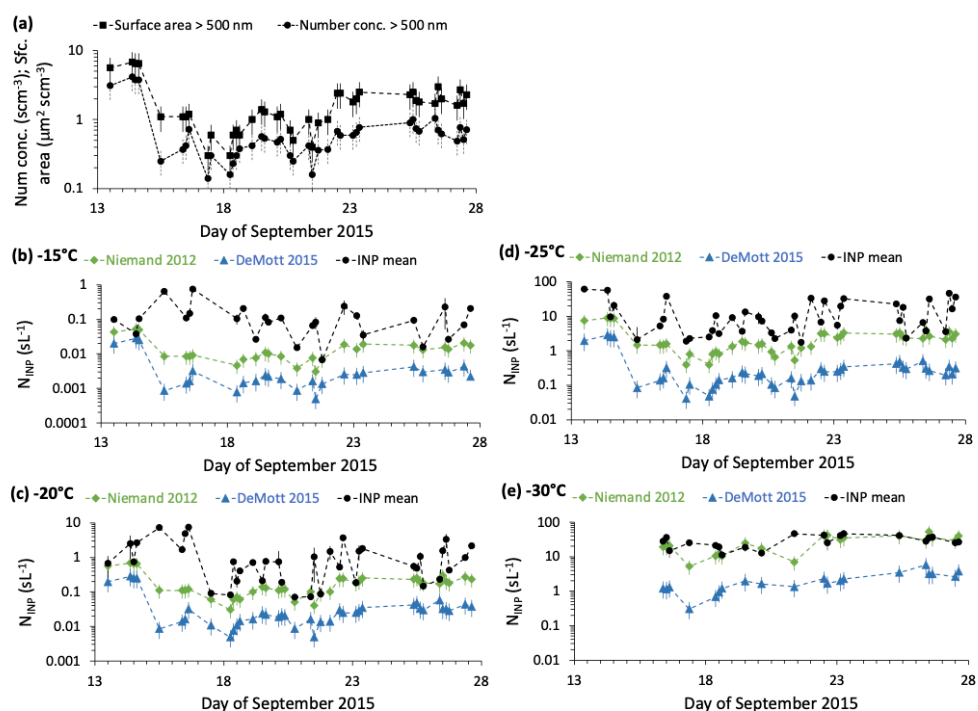 (a)
Surface area > 500 nm
Number conc. > 500 nm
Num conc. (scm⁻³); Sfc.
area (µm² scm⁻³)
10
1
0.1
13 18 23 28
Day of September 2015
(b) -15°C
Niemand 2012
DeMott 2015
INP mean
N_INP (sL⁻¹)
1
0.1
0.01
0.001
0.0001
13 18 23 28
Day of September 2015
(d) -25°C
Niemand 2012
DeMott 2015
INP mean
N_INP (sL⁻¹)
100
10
1
0.1
0.01
13 18 23 28
Day of September 2015
(c) -20°C
Niemand 2012
DeMott 2015
INP mean
N_INP (sL⁻¹)
10
1
0.1
0.01
0.001
13 18 23 28
Day of September 2015
(e) -30°C
Niemand 2012
DeMott 2015
INP mean
N_INP (sL⁻¹)
100
10
1
0.1
0.01
13 18 23 28
Day of September 2015